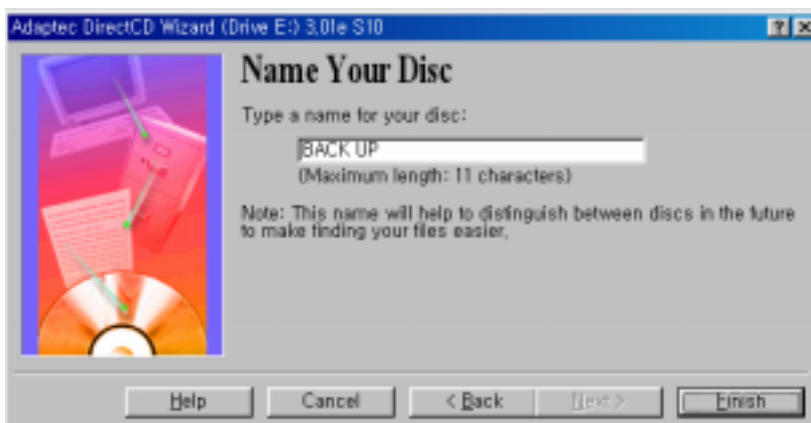 Adaptec DirectCD Wizard (Drive E:) 3.01e S10
Name Your Disc
Type a name for your disc:
BACK UP
(Maximum length: 11 characters)
Note: This name will help to distinguish between discs in the future
to make finding your files easier.
Help Cancel < Back Next > Finish